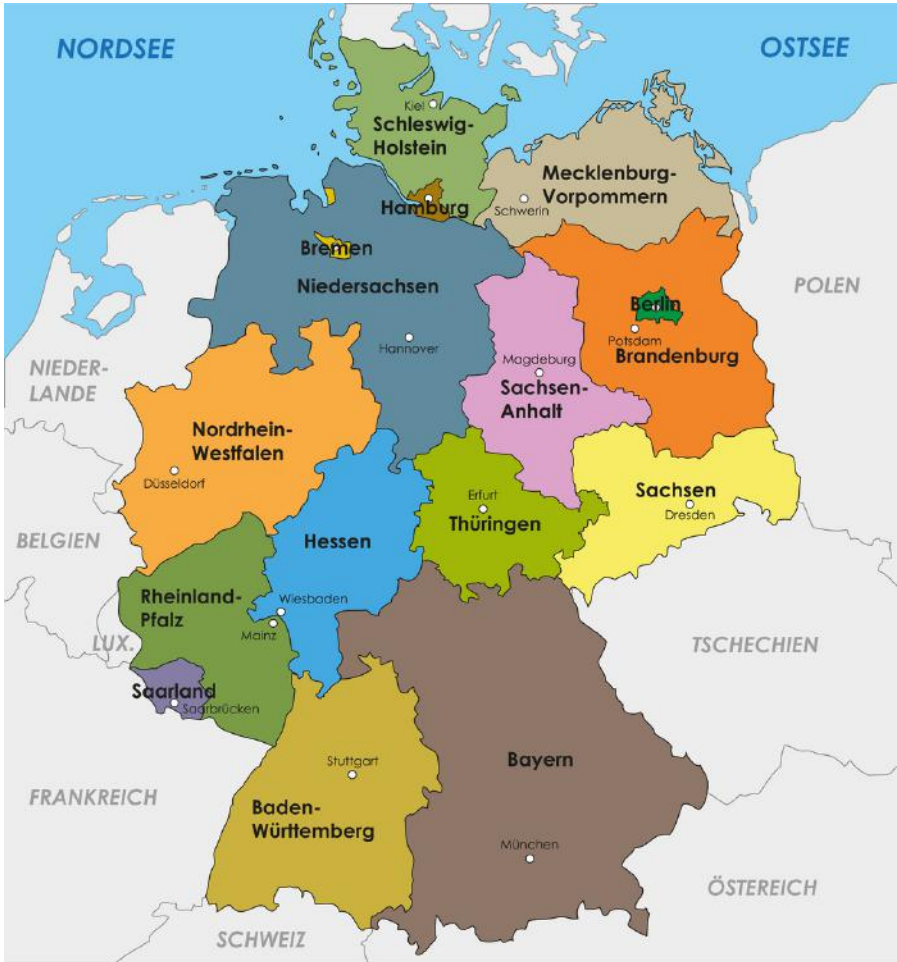 NORDSEE
OSTSEE
Kiel
Schleswig-
Holstein
Mecklenburg-
Vorpommern
Schwerin
Hamburg
Bremen
Niedersachsen
Hannover
Berlin
Potsdam
Brandenburg
POLEN
NIEDER-
LANDE
Magdeburg
Sachsen-
Anhalt
Nordrhein-
Westfalen
Düsseldorf
Sachsen
Dresden
Erfurt
Thüringen
Hessen
BELGIEN
Rheinland-
Pfalz
Wiesbaden
Mainz
LUX.
TSCHECHIEN
Saarland
Saarbrücken
Bayern
Stuttgart
FRANKREICH
Baden-
Württemberg
München
ÖSTEREICH
SCHWEIZ